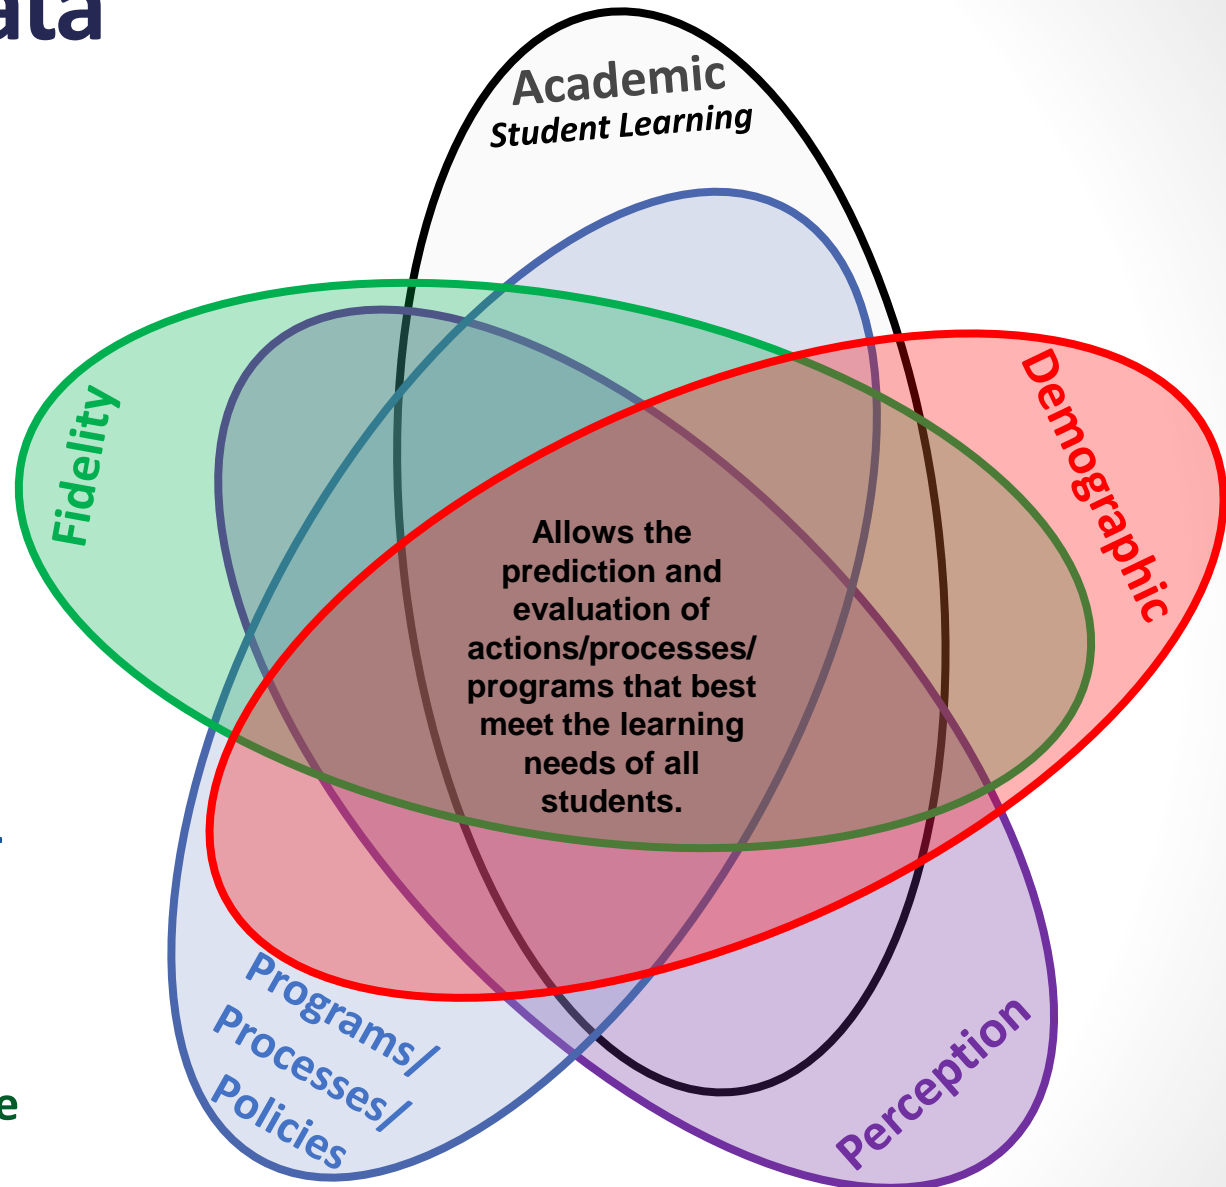 Academic
Student Learning
Fidelity
Demographic
Allows the
prediction and
evaluation of
actions/processes/
programs that best
meet the learning
needs of all
students.
Programs/
Processes/
Policies
Perception